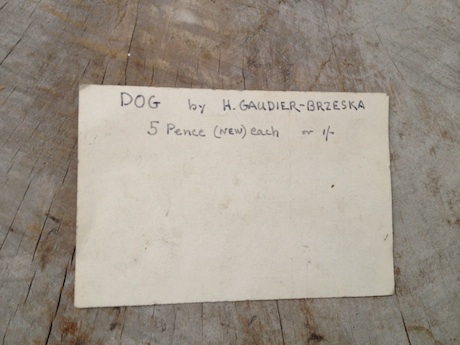 DOG by H. GAUDIER-BRZESKA
5 Pence (NEW) each or 1/-